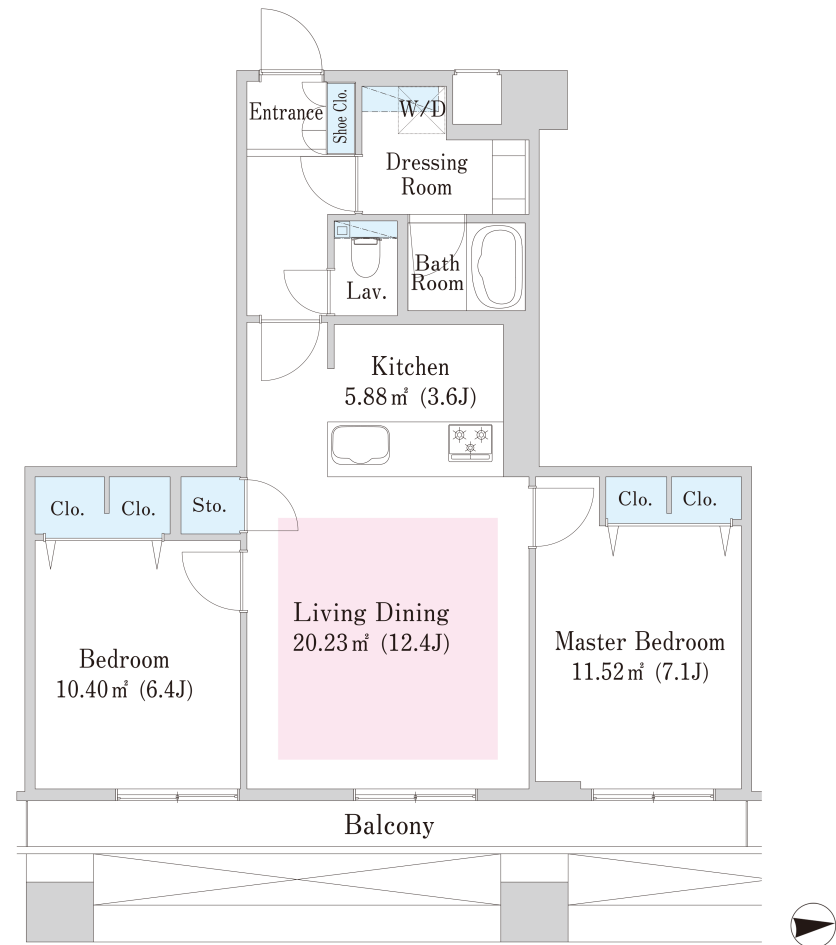 Entrance
Shoe Clo.
W/D
Dressing
Room
Lav.
Bath
Room
Kitchen
5.88㎡ (3.6J)
Clo.
Clo.
Sto.
Clo.
Clo.
Living Dining
20.23㎡ (12.4J)
Bedroom
10.40㎡ (6.4J)
Master Bedroom
11.52㎡ (7.1J)
Balcony